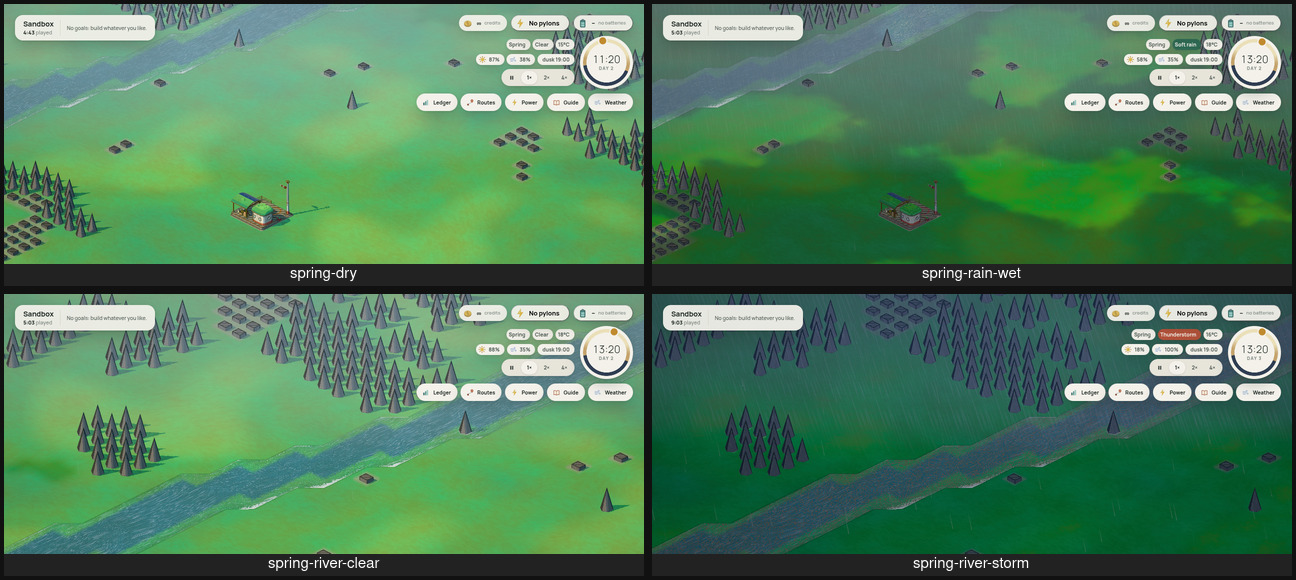 Sandbox
4:43 played
No goals: build whatever you like.
∞ credits
No pylons
– no batteries
Spring
Clear
15°C
87%
38%
dusk 19:00
1×
2×
4×
11:20
DAY 2
Ledger
Routes
Power
Guide
Weather
spring-dry
Sandbox
5:03 played
No goals: build whatever you like.
∞ credits
No pylons
– no batteries
Spring
Soft rain
18°C
58%
35%
dusk 19:00
1×
2×
4×
13:20
DAY 2
Ledger
Routes
Power
Guide
Weather
spring-rain-wet
Sandbox
5:03 played
No goals: build whatever you like.
∞ credits
No pylons
– no batteries
Spring
Clear
18°C
88%
35%
dusk 19:00
1×
2×
4×
13:20
DAY 2
Ledger
Routes
Power
Guide
Weather
spring-river-clear
Sandbox
9:03 played
No goals: build whatever you like.
∞ credits
No pylons
– no batteries
Spring
Thunderstorm
16°C
18%
100%
dusk 19:00
1×
2×
4×
13:20
DAY 3
Ledger
Routes
Power
Guide
Weather
spring-river-storm